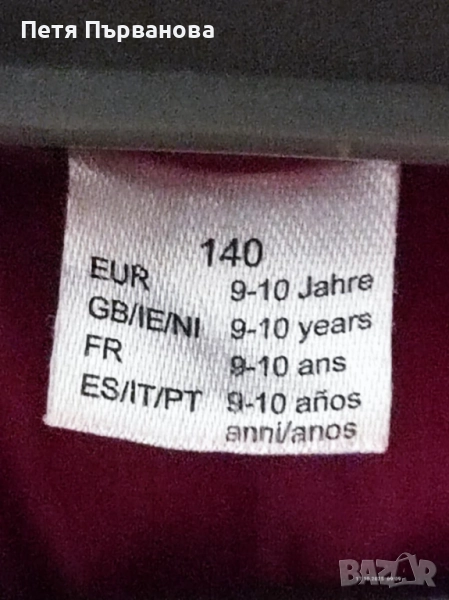 Петя Първанова
140
EUR 9-10 Jahre
GB/IE/NI 9-10 years
FR 9-10 ans
ES/IT/PT 9-10 años
anni/anos
BAZAR